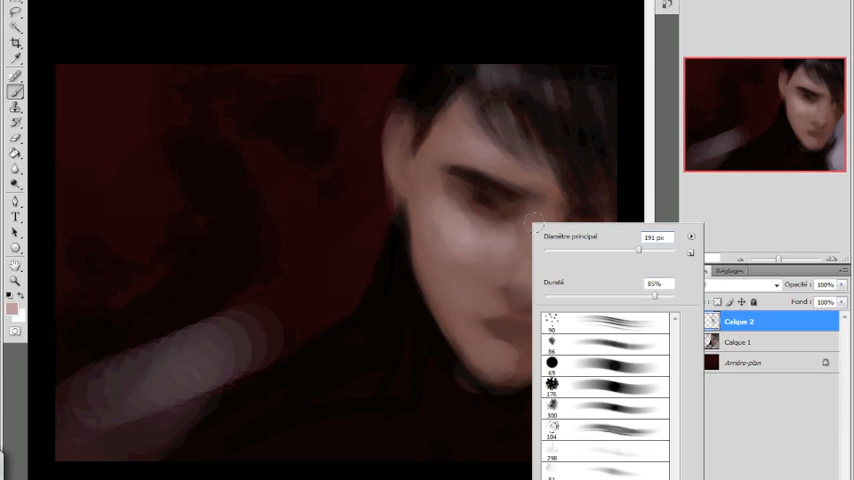 Diamètre principal
191 px
Dureté
85%
90
86
69
176
300
104
298
81
Réglages
Opacité : 100%
Fond : 100%
Calque 2
Calque 1
Arrière-plan